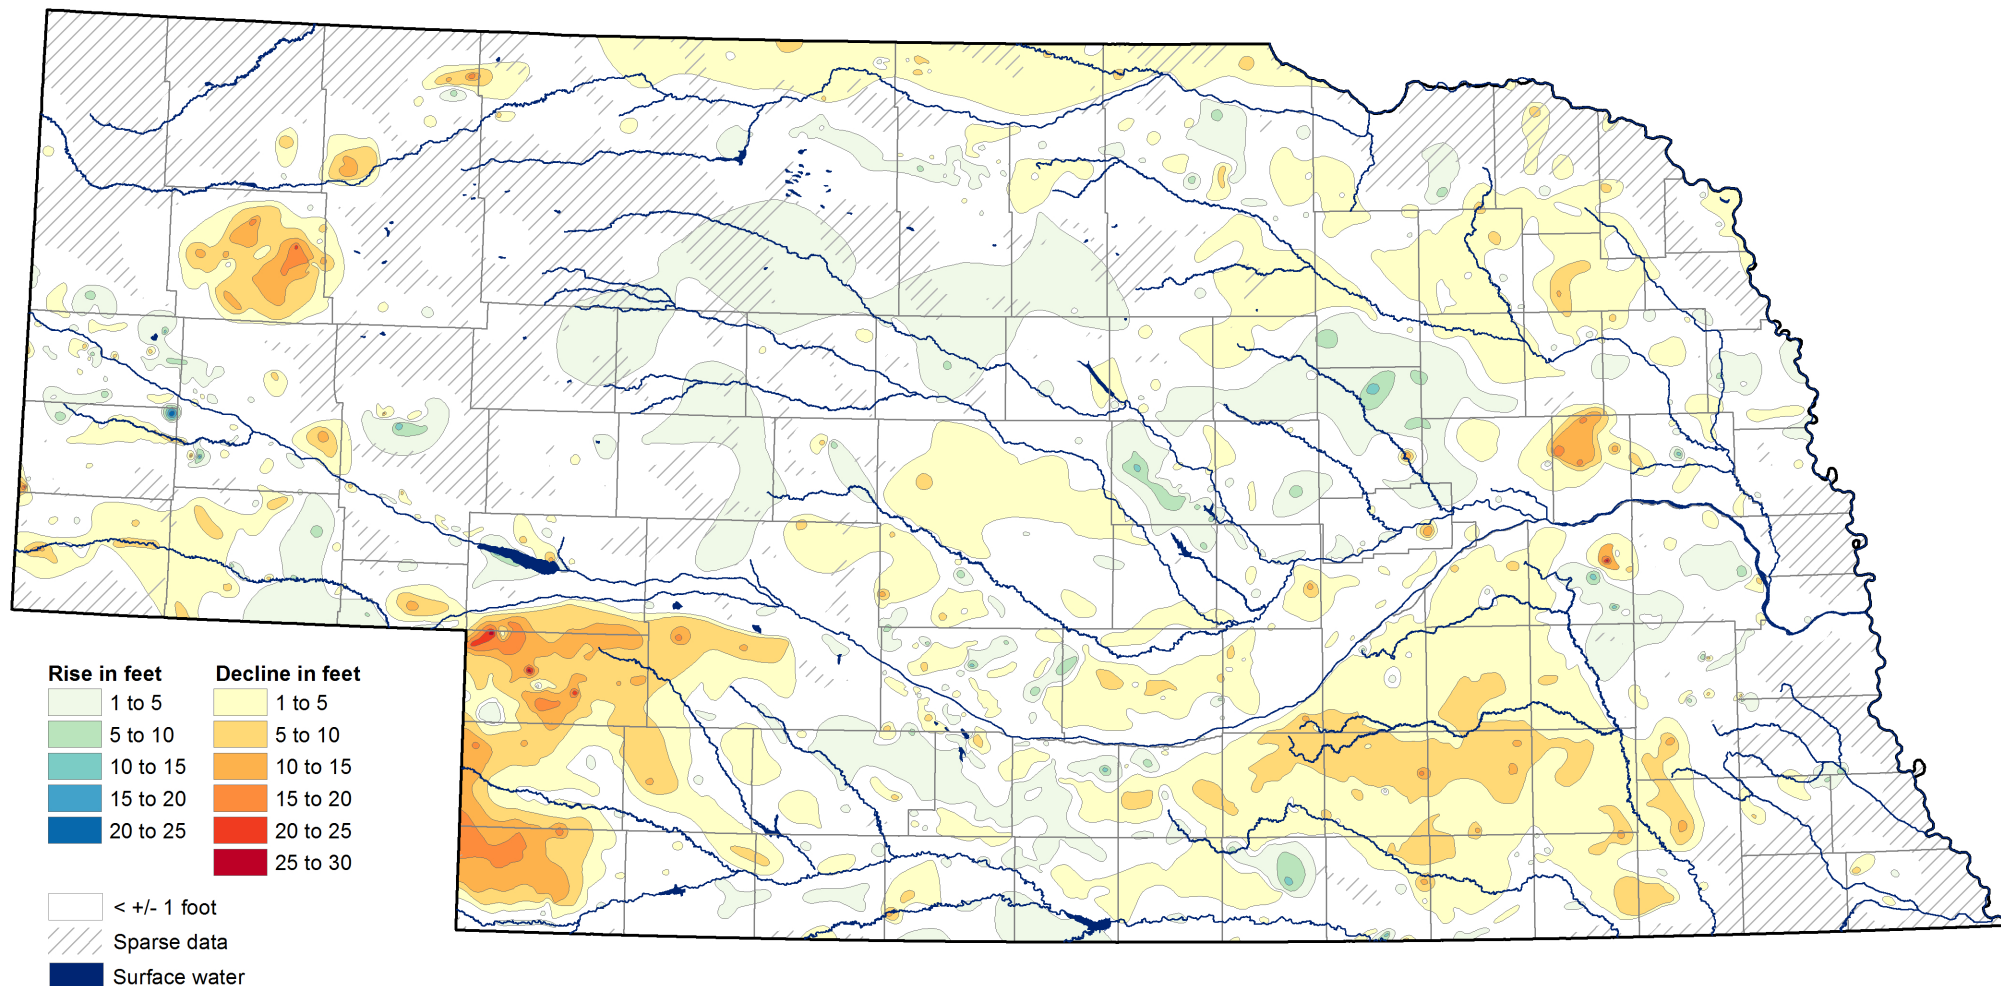 Rise in feet Decline in feet
1 to 5 1 to 5
5 to 10 5 to 10
10 to 15 10 to 15
15 to 20 15 to 20
20 to 25 20 to 25
25 to 30
< +/- 1 foot
Sparse data
Surface water